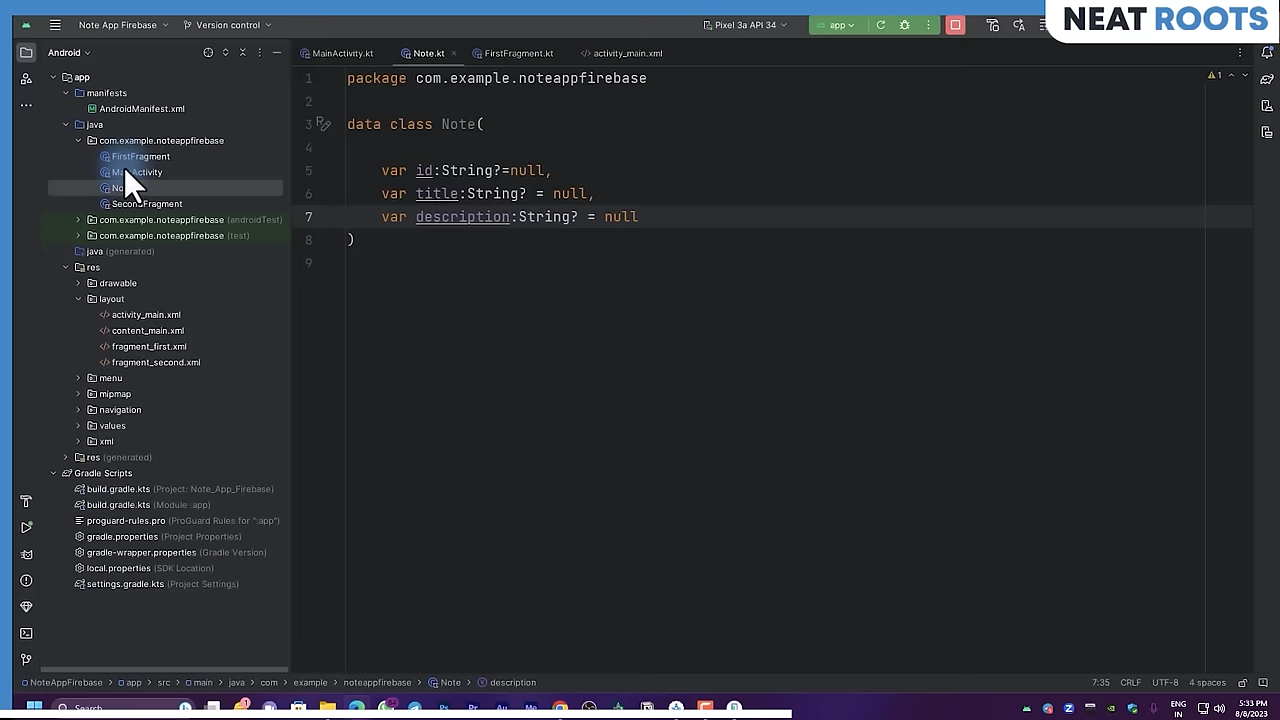 Note App Firebase
Version control
Pixel 3a API 34
app
NEAT ROOTS
Android
MainActivity.kt
Note.kt
FirstFragment.kt
activity_main.xml
app
manifests
AndroidManifest.xml
java
com.example.noteappfirebase
FirstFragment
SecondFragment
com.example.noteappfirebase (androidTest)
com.example.noteappfirebase (test)
java (generated)
res
drawable
layout
activity_main.xml
content_main.xml
fragment_first.xml
fragment_second.xml
menu
mipmap
navigation
values
xml
res (generated)
Gradle Scripts
build.gradle.kts (Project: Note_App_Firebase)
build.gradle.kts (Module :app)
proguard-rules.pro (ProGuard Rules for ":app")
gradle.properties (Project Properties)
gradle-wrapper.properties (Gradle Version)
local.properties (SDK Location)
settings.gradle.kts (Project Settings)
1 package com.example.noteappfirebase
2
3 data class Note(
4
5 var id:String?=null,
6 var title:String? = null,
7 var description:String? = null
8 )
9
1
NoteAppFirebase > app > src > main > java > com > example > noteappfirebase > Note > description
7:35 CRLF UTF-8 4 spaces
Search
ENG
IN
5:33 PM
8/8/2023